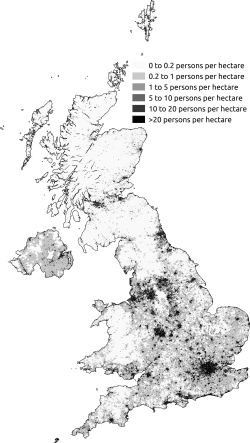 0 to 0.2 persons per hectare
0.2 to 1 persons per hectare
1 to 5 persons per hectare
5 to 10 persons per hectare
10 to 20 persons per hectare
>20 persons per hectare